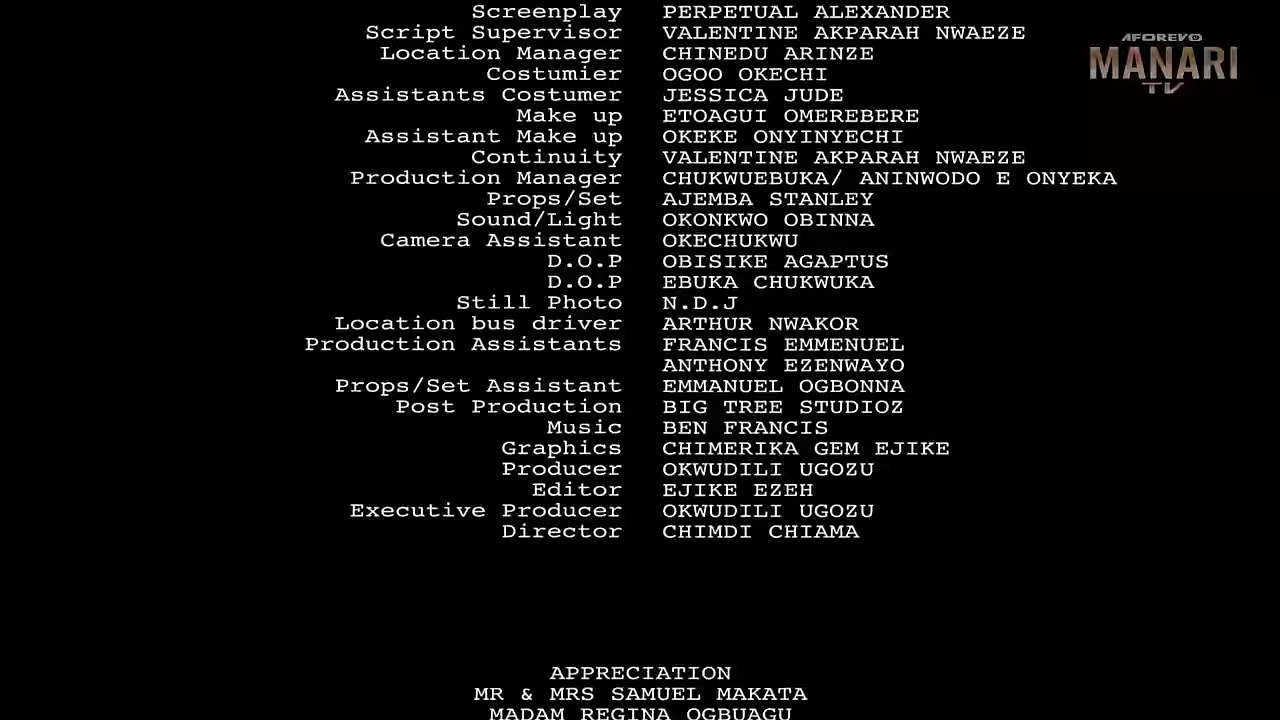 Screenplay PERPETUAL ALEXANDER
Script Supervisor VALENTINE AKPARAH NWAEZE
Location Manager CHINEDU ARINZE
Costumier OGOO OKECHI
Assistants Costumer JESSICA JUDE
Make up ETOAGUI OMEREBERE
Assistant Make up OKEKE ONYINYECHI
Continuity VALENTINE AKPARAH NWAEZE
Production Manager CHUKWUEBUKA/ ANINWODO E ONYEKA
Props/Set AJEMBA STANLEY
Sound/Light OKONKWO OBINNA
Camera Assistant OKECHUKWU
D.O.P OBISIKE AGAPTUS
D.O.P EBUKA CHUKWUKA
Still Photo N.D.J
Location bus driver ARTHUR NWAKOR
Production Assistants FRANCIS EMMENUEL
ANTHONY EZENWAYO
Props/Set Assistant EMMANUEL OGBONNA
Post Production BIG TREE STUDIOZ
Music BEN FRANCIS
Graphics CHIMERIKA GEM EJIKE
Producer OKWUDILI UGOZU
Editor EJIKE EZEH
Executive Producer OKWUDILI UGOZU
Director CHIMDI CHIAMA
APPRECIATION
MR & MRS SAMUEL MAKATA
MADAM REGINA OGBUAGU
AFOREVO
MANARI
TV